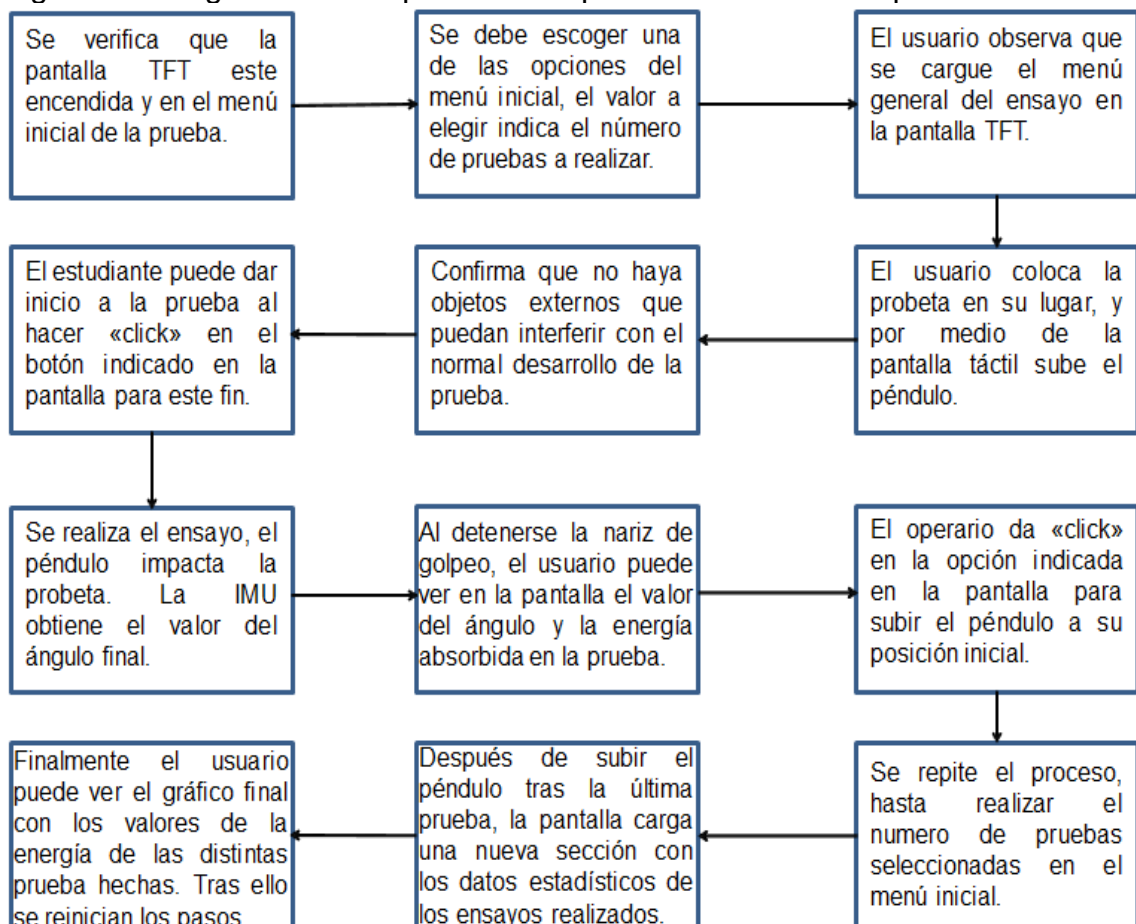 Se verifica que la
pantalla TFT este
encendida y en el menú
inicial de la prueba.
Se debe escoger una
de las opciones del
menú inicial, el valor a
elegir indica el número
de pruebas a realizar.
El usuario observa que
se cargue el menú
general del ensayo en
la pantalla TFT.
El usuario coloca la
probeta en su lugar, y
por medio de la
pantalla táctil sube el
péndulo.
Confirma que no haya
objetos externos que
puedan interferir con el
normal desarrollo de la
prueba.
El estudiante puede dar
inicio a la prueba al
hacer «click» en el
botón indicado en la
pantalla para este fin.
Se realiza el ensayo, el
péndulo impacta la
probeta. La IMU
obtiene el valor del
ángulo final.
Al detenerse la nariz de
golpeo, el usuario puede
ver en la pantalla el valor
del ángulo y la energía
absorbida en la prueba.
El operario da «click»
en la opción indicada
en la pantalla para
subir el péndulo a su
posición inicial.
Se repite el proceso,
hasta realizar el
numero de pruebas
seleccionadas en el
menú inicial.
Después de subir el
péndulo tras la última
prueba, la pantalla carga
una nueva sección con
los datos estadísticos de
los ensayos realizados.
Finalmente el usuario
puede ver el gráfico final
con los valores de la
energía de las distintas
prueba hechas. Tras ello
se reinician los pasos.